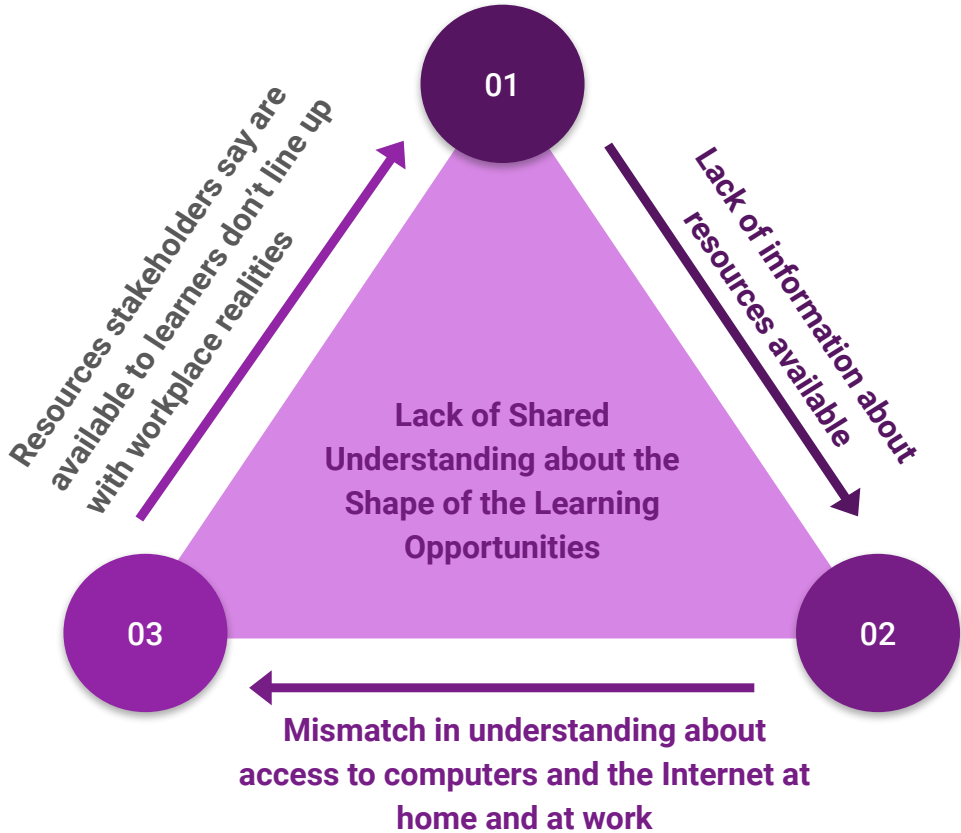 01
Lack of information about
resources available
02
Mismatch in understanding about
access to computers and the Internet at
home and at work
03
Resources stakeholders say are
available to learners don't line up
with workplace realities
Lack of Shared
Understanding about the
Shape of the Learning
Opportunities